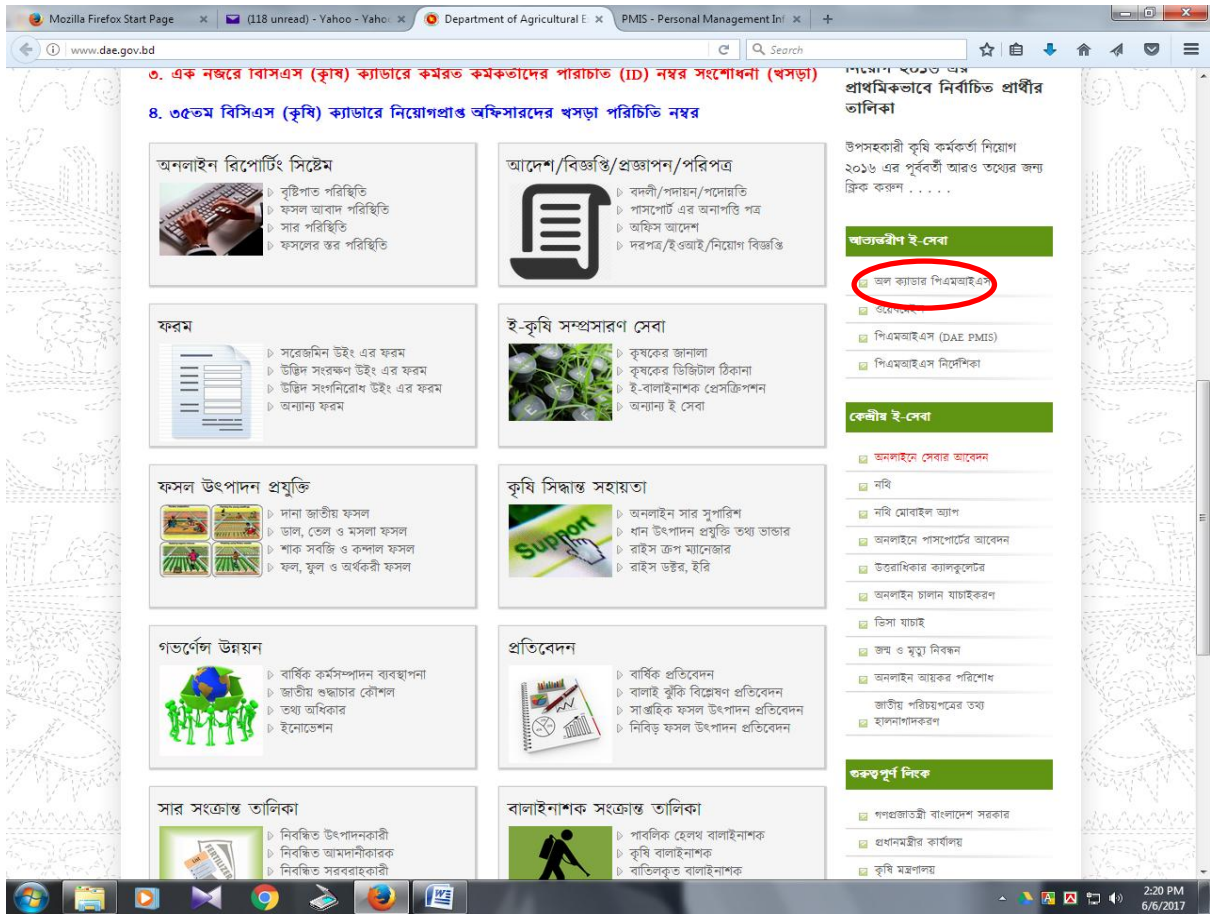 Mozilla Firefox Start Page
(118 unread) - Yahoo - Yaho
Department of Agricultural E
PMIS - Personal Management Inf
www.dae.gov.bd
Search
৩. এক নজরে বিসিএস (কৃষি) ক্যাডারে কর্মরত কর্মকর্তাদের পরিচিতি (ID) নম্বর সংশোধনী (খসড়া)
৪. ৩৫তম বিসিএস (কৃষি) ক্যাডারে নিয়োগপ্রাপ্ত অফিসারদের খসড়া পরিচিতি নম্বর
অনলাইন রিপোর্টিং সিষ্টেম
বৃষ্টিপাত পরিস্থিতি
ফসল আবাদ পরিস্থিতি
সার পরিস্থিতি
ফসলের স্তর পরিস্থিতি
আদেশ/বিজ্ঞপ্তি/প্রজ্ঞাপন/পরিপত্র
বদলী/পদায়ন/পদোন্নতি
পাসপোর্ট এর অনাপত্তি পত্র
অফিস আদেশ
দরপত্র/ইওআই/নিয়োগ বিজ্ঞপ্তি
ফরম
সরেজমিন উইং এর ফরম
উদ্ভিদ সংরক্ষণ উইং এর ফরম
উদ্ভিদ সংগনিরোধ উইং এর ফরম
অন্যান্য ফরম
ই-কৃষি সম্প্রসারণ সেবা
কৃষকের জানালা
কৃষকের ডিজিটাল ঠিকানা
ই-বালাইনাশক প্রেসক্রিপশন
অন্যান্য ই সেবা
ফসল উৎপাদন প্রযুক্তি
দানা জাতীয় ফসল
ডাল, তেল ও মসলা ফসল
শাক সবজি ও কন্দাল ফসল
ফল, ফুল ও অর্থকরী ফসল
কৃষি সিদ্ধান্ত সহায়তা
support
অনলাইন সার সুপারিশ
ধান উৎপাদন প্রযুক্তি তথ্য ভান্ডার
রাইস ক্রপ ম্যানেজার
রাইস ডক্টর, ইরি
গভর্ণেন্স উন্নয়ন
বার্ষিক কর্মসম্পাদন ব্যবস্থাপনা
জাতীয় শুদ্ধাচার কৌশল
তথ্য অধিকার
ইনোভেশন
প্রতিবেদন
বার্ষিক প্রতিবেদন
বালাই ঝুঁকি বিশ্লেষণ প্রতিবেদন
সাপ্তাহিক ফসল উৎপাদন প্রতিবেদন
নিবিড় ফসল উৎপাদন প্রতিবেদন
সার সংক্রান্ত তালিকা
নিবন্ধিত উৎপাদনকারী
নিবন্ধিত আমদানীকারক
নিবন্ধিত সরবরাহকারী
বালাইনাশক সংক্রান্ত তালিকা
পাবলিক হেলথ বালাইনাশক
কৃষি বালাইনাশক
বাতিলকৃত বালাইনাশক
নিয়োগ ২০১৬ এর
প্রাথমিকভাবে নির্বাচিত প্রার্থীর
তালিকা
উপসহকারী কৃষি কর্মকর্তা নিয়োগ
২০১৬ এর পূর্ববর্তী আরও তথ্যের জন্য
ক্লিক করুন . . . . .
আভ্যন্তরীণ ই-সেবা
অল ক্যাডার পিএমআইএস
ওয়েবমেইল
পিএমআইএস (DAE PMIS)
পিএমআইএস নির্দেশিকা
কেন্দ্রীয় ই-সেবা
অনলাইনে সেবার আবেদন
নথি
নথি মোবাইল অ্যাপ
অনলাইনে পাসপোর্টের আবেদন
উত্তরাধিকার ক্যালকুলেটর
অনলাইন চালান যাচাইকরণ
ভিসা যাচাই
জন্ম ও মৃত্যু নিবন্ধন
অনলাইন আয়কর পরিশোধ
জাতীয় পরিচয়পত্রের তথ্য
হালনাগাদকরণ
গুরুত্বপূর্ণ লিংক
গণপ্রজাতন্ত্রী বাংলাদেশ সরকার
প্রধানমন্ত্রীর কার্যালয়
কৃষি মন্ত্রণালয়
2:20 PM
6/6/2017